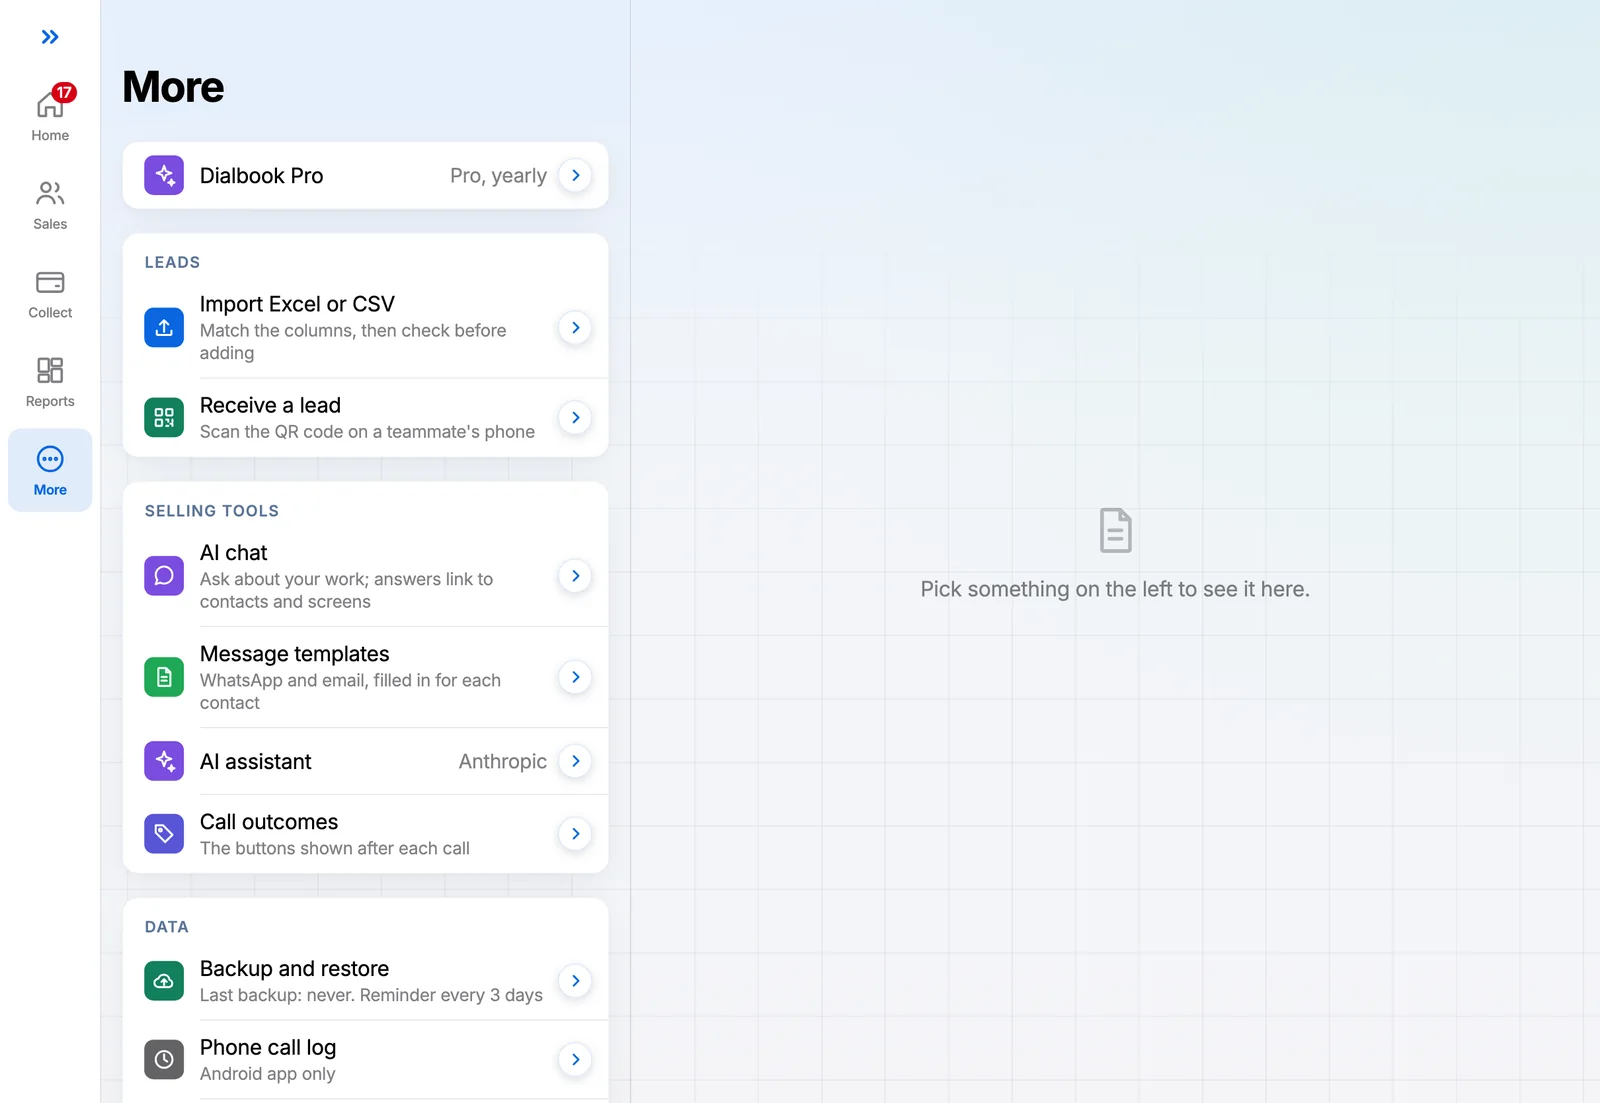 17
Home
Sales
Collect
Reports
More
More
Dialbook Pro
Pro, yearly
LEADS
Import Excel or CSV
Match the columns, then check before
adding
Receive a lead
Scan the QR code on a teammate's phone
SELLING TOOLS
AI chat
Ask about your work; answers link to
contacts and screens
Message templates
WhatsApp and email, filled in for each
contact
AI assistant
Anthropic
Call outcomes
The buttons shown after each call
DATA
Backup and restore
Last backup: never. Reminder every 3 days
Phone call log
Android app only
Pick something on the left to see it here.